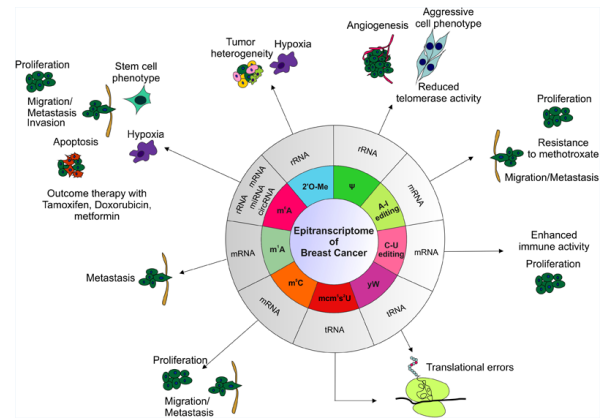 Aggressive
cell phenotype
Angiogenesis
Tumor
heterogeneity
Hypoxia
Reduced
telomerase activity
Stem cell
phenotype
Proliferation
Migration/
Metastasis
Invasion
Apoptosis
Hypoxia
Outcome therapy with
Tamoxifen, Doxorubicin,
metformin
Proliferation
Resistance
to methotroxate
Migration/Metastasis
Enhanced
immune activity
Proliferation
Metastasis
Proliferation
Migration/
Metastasis
Translational errors
Epitranscriptome
of
Breast Cancer
2'O-Me
Ψ
A-I
editing
C-U
editing
yW
mcm⁵s²U
m⁵C
m¹A
m⁶A
rRNA
rRNA
mRNA
mRNA
tRNA
tRNA
mRNA
mRNA
rRNA
mRNA
miRNA
circRNA